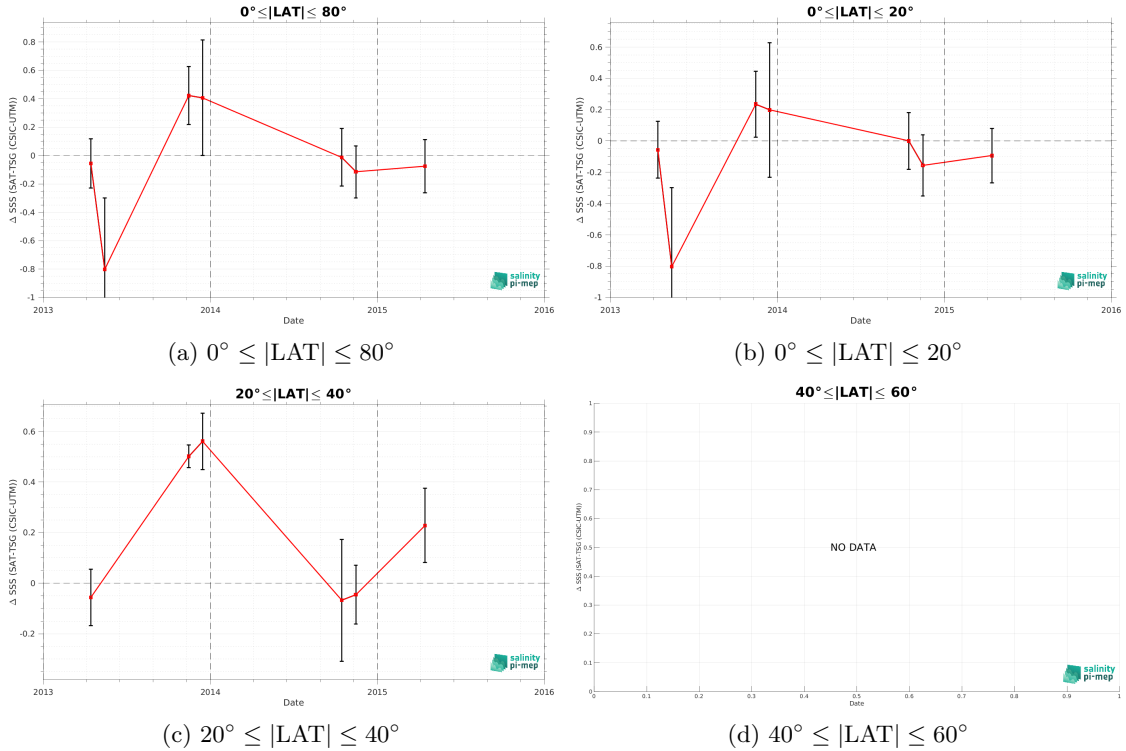 0°≤|LAT|≤ 80°
Δ SSS (SAT-TSG (CSIC-UTM))
0.8
0.6
0.4
0.2
0
-0.2
-0.4
-0.6
-0.8
-1
2013
2014
2015
2016
Date
salinity
pi-mep
(a) 0° ≤ |LAT| ≤ 80°
0°≤|LAT|≤ 20°
Δ SSS (SAT-TSG (CSIC-UTM))
0.6
0.4
0.2
0
-0.2
-0.4
-0.6
-0.8
-1
2013
2014
2015
2016
Date
salinity
pi-mep
(b) 0° ≤ |LAT| ≤ 20°
20°≤|LAT|≤ 40°
Δ SSS (SAT-TSG (CSIC-UTM))
0.6
0.4
0.2
0
-0.2
2013
2014
2015
2016
Date
salinity
pi-mep
(c) 20° ≤ |LAT| ≤ 40°
40°≤|LAT|≤ 60°
Δ SSS (SAT-TSG (CSIC-UTM))
1
0.9
0.8
0.7
0.6
0.5
0.4
0.3
0.2
0.1
0
NO DATA
0
0.1
0.2
0.3
0.4
0.5
0.6
0.7
0.8
0.9
1
Date
salinity
pi-mep
(d) 40° ≤ |LAT| ≤ 60°